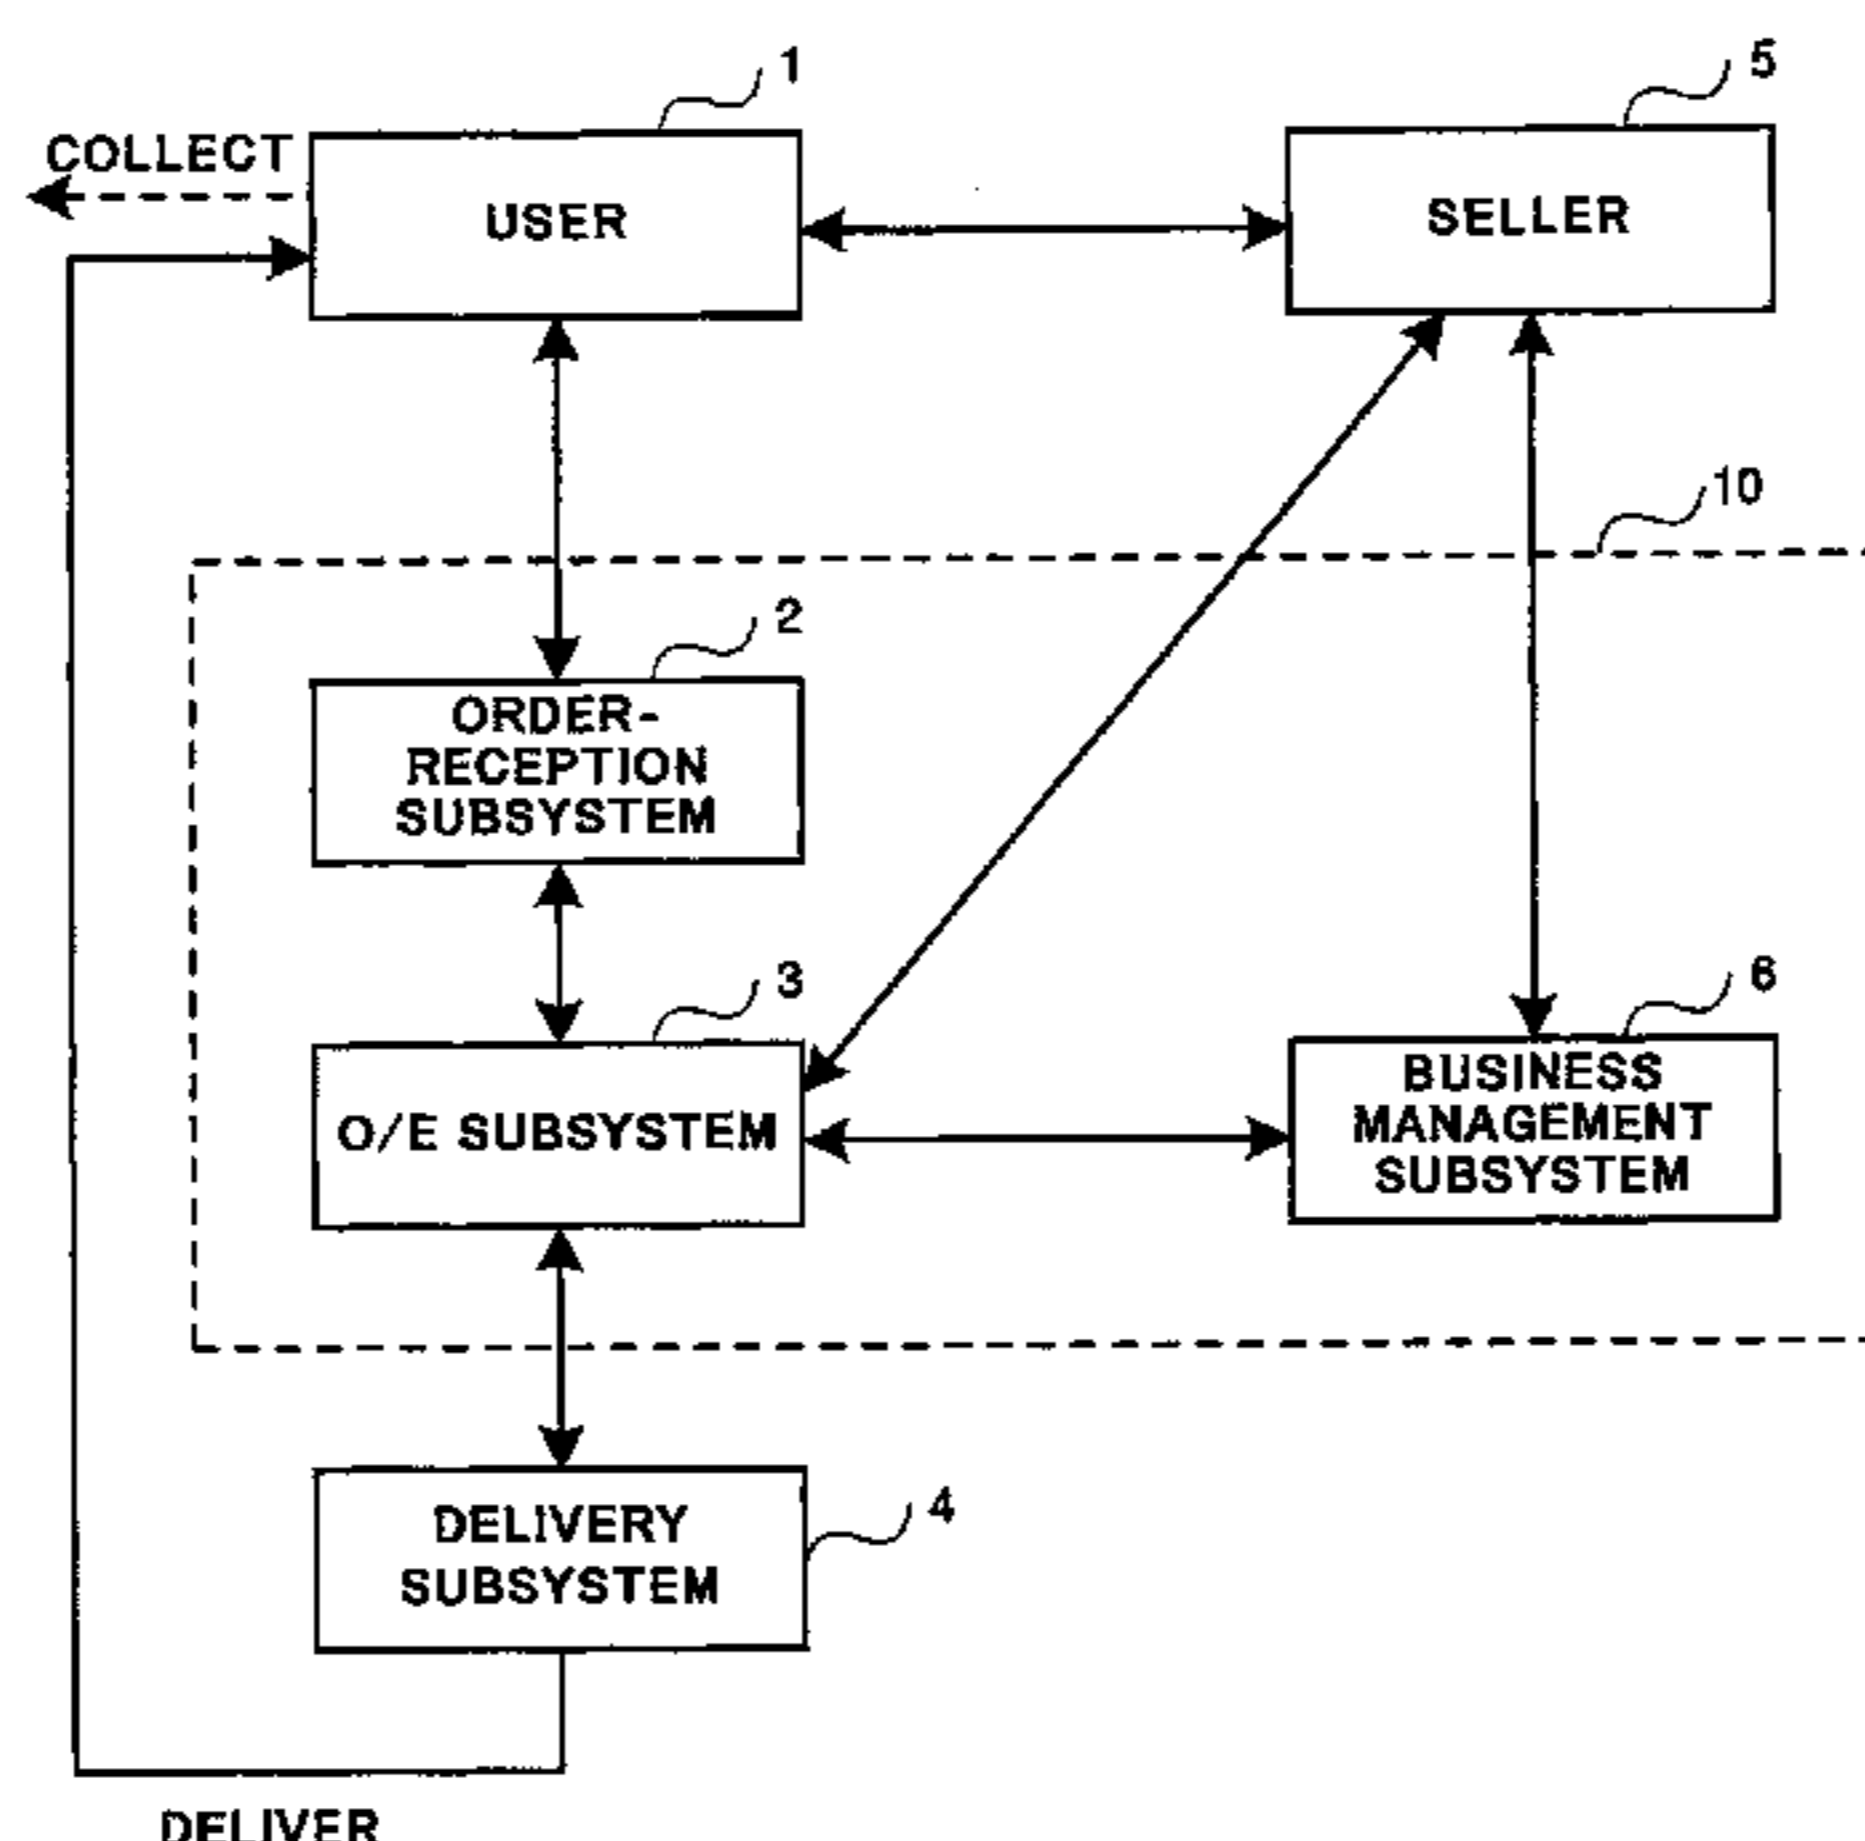 1
5
COLLECT
USER
SELLER
10
2
ORDER-
RECEPTION
SUBSYSTEM
3
6
O/E SUBSYSTEM
BUSINESS
MANAGEMENT
SUBSYSTEM
4
DELIVERY
SUBSYSTEM
DELIVER